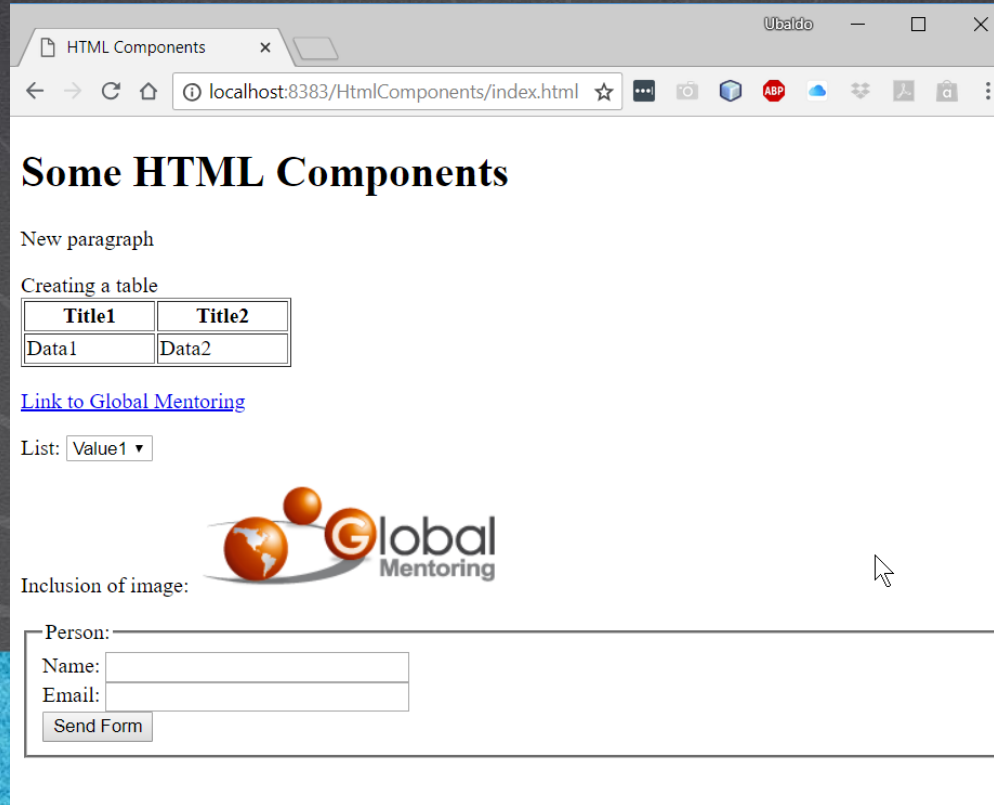 Ubaldo
HTML Components
localhost:8383/HtmlComponents/index.html
ABP
Some HTML Components
New paragraph
Creating a table
Title1 Title2
Data1 Data2
Link to Global Mentoring
List: Value1
Global
Mentoring
Inclusion of image:
Person:
Name:
Email:
Send Form